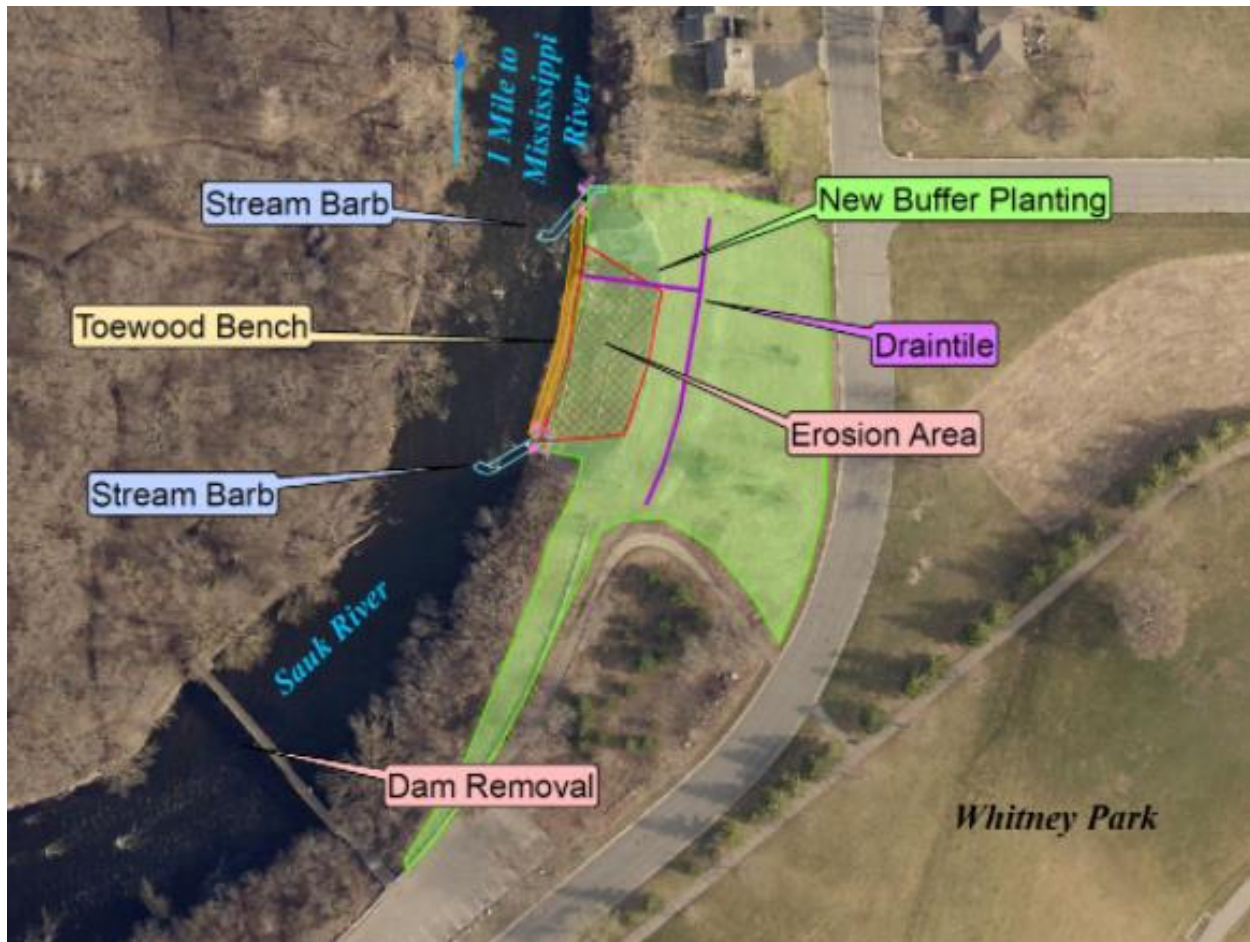 1 Mile to
Mississippi
River
Stream Barb
New Buffer Planting
Toewood Bench
Draintile
Erosion Area
Stream Barb
Sauk River
Dam Removal
Whitney Park